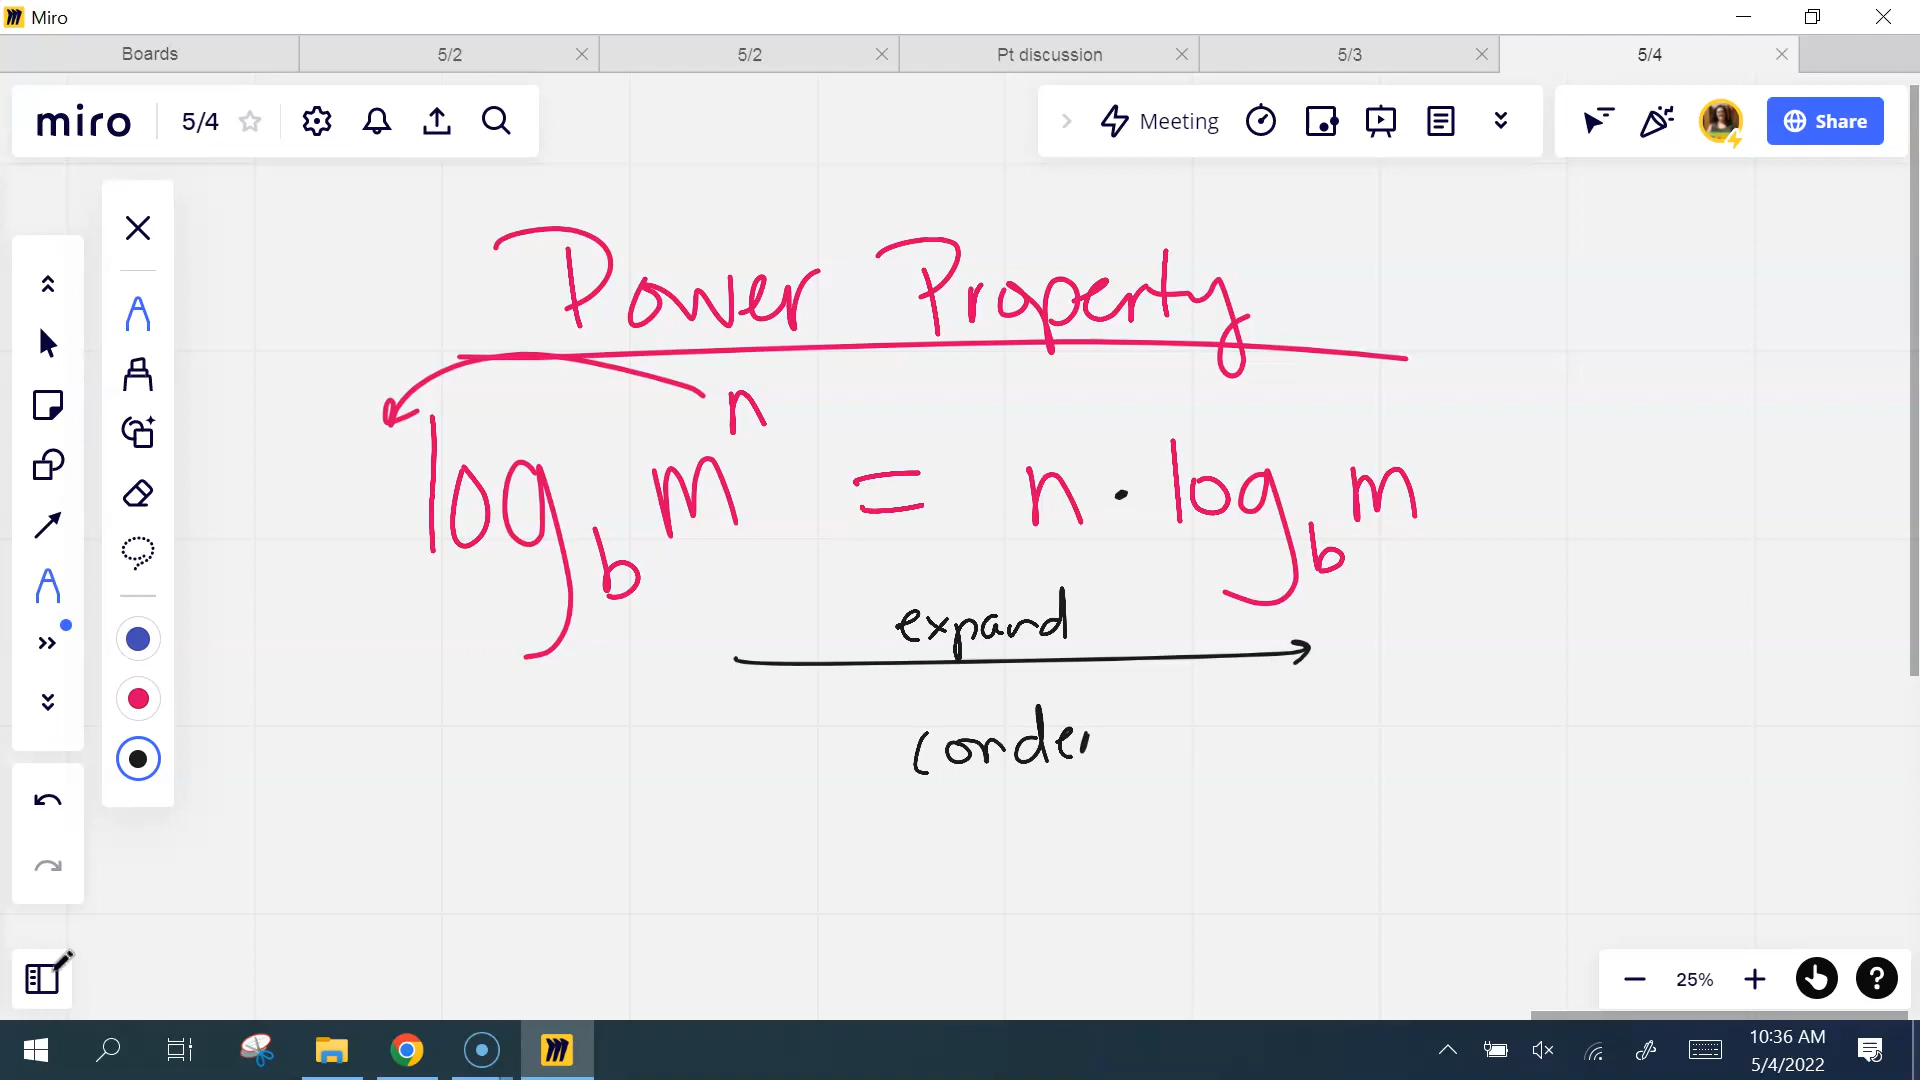 Miro
Boards 5/2 5/2 Pt discussion 5/3 5/4
miro 5/4 Meeting Share
Power Property
log_b m^n = n · log_b m
expand
conde
25%
10:36 AM
5/4/2022